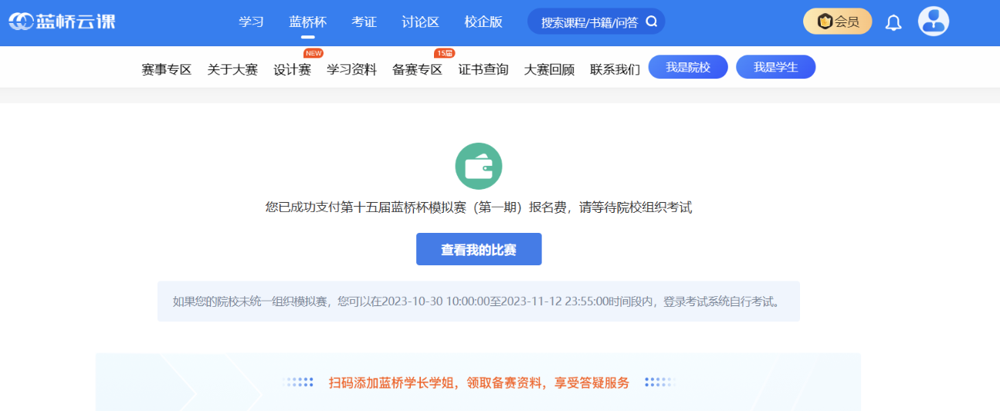 蓝桥云课 学习 蓝桥杯 考证 讨论区 校企版 搜索课程/书籍/问答 会员
NEW 15届
赛事专区 关于大赛 设计赛 学习资料 备赛专区 证书查询 大赛回顾 联系我们 我是院校 我是学生
您已成功支付第十五届蓝桥杯模拟赛（第一期）报名费，请等待院校组织考试
查看我的比赛
如果您的院校未统一组织模拟赛，您可以在2023-10-30 10:00:00至2023-11-12 23:55:00时间段内，登录考试系统自行考试。
扫码添加蓝桥学长学姐，领取备赛资料，享受答疑服务